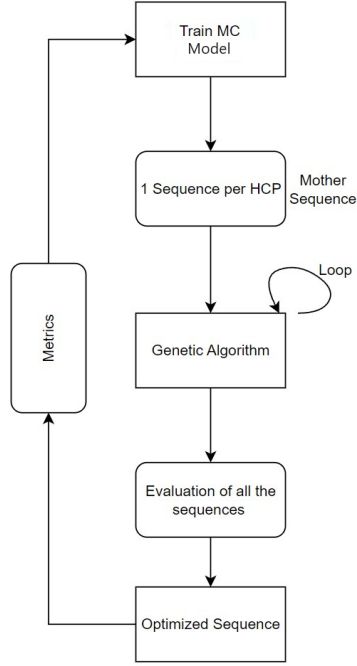 Train MC
Model
1 Sequence per HCP
Mother
Sequence
Loop
Genetic Algorithm
Metrics
Evaluation of all the
sequences
Optimized Sequence